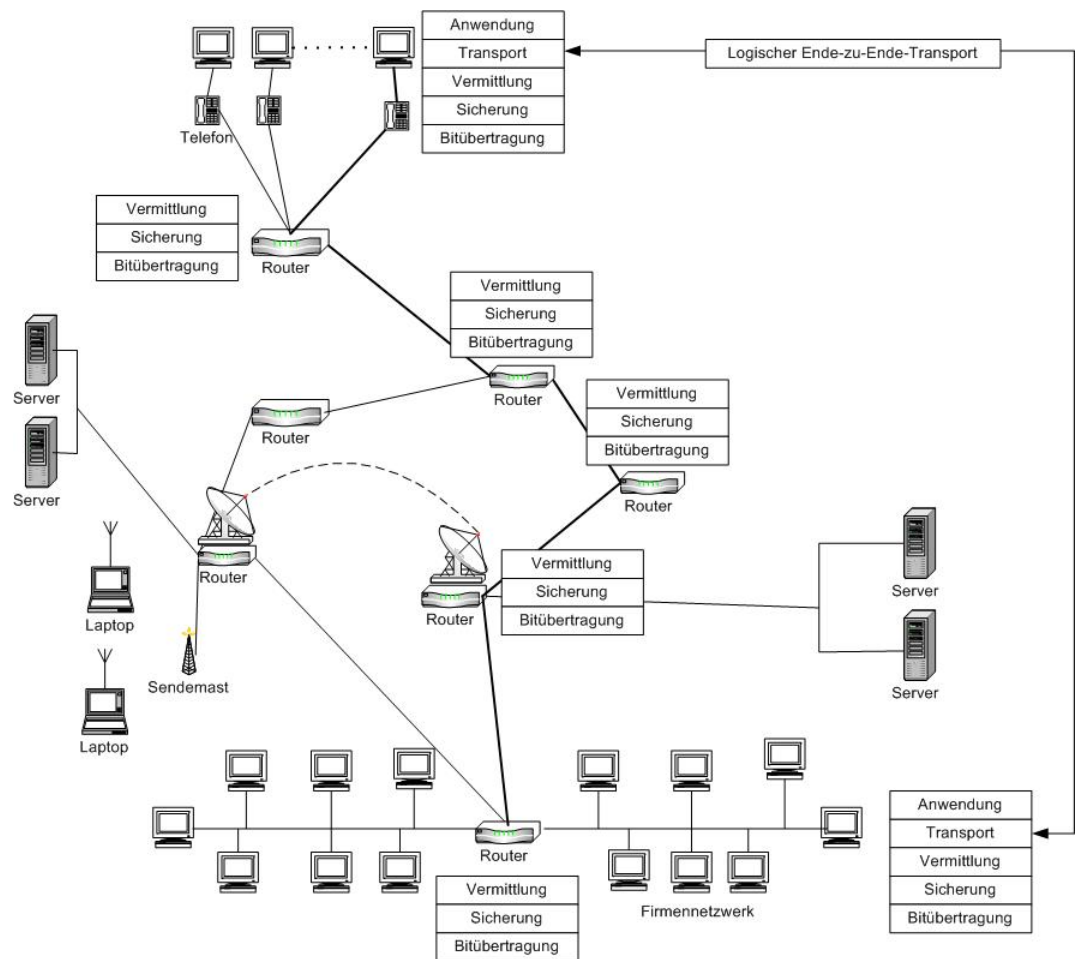 Anwendung
Transport
Vermittlung
Sicherung
Bitübertragung
Logischer Ende-zu-Ende-Transport
Telefon
Vermittlung
Sicherung
Bitübertragung
Router
Vermittlung
Sicherung
Bitübertragung
Router
Vermittlung
Sicherung
Bitübertragung
Router
Server
Server
Router
Router
Laptop
Laptop
Sendemast
Vermittlung
Sicherung
Bitübertragung
Router
Server
Server
Router
Vermittlung
Sicherung
Bitübertragung
Firmennetzwerk
Anwendung
Transport
Vermittlung
Sicherung
Bitübertragung